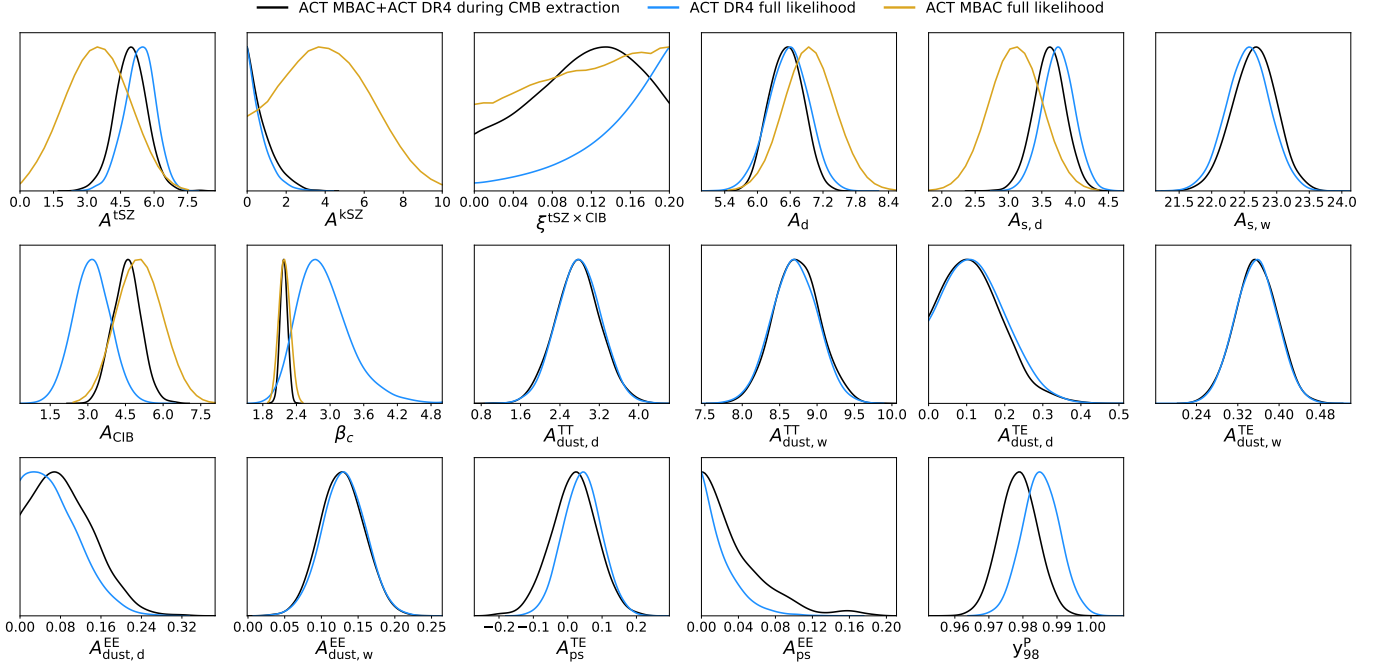 ACT MBAC+ACT DR4 during CMB extraction ACT DR4 full likelihood ACT MBAC full likelihood
0.0 1.5 3.0 4.5 6.0 7.5
A^tSZ
0 2 4 6 8 10
A^kSZ
0.00 0.04 0.08 0.12 0.16 0.20
ξ^tSZ × CIB
5.4 6.0 6.6 7.2 7.8 8.4
A_d
2.0 2.5 3.0 3.5 4.0 4.5
A_s, d
21.5 22.0 22.5 23.0 23.5 24.0
A_s, w
1.5 3.0 4.5 6.0 7.5
A_CIB
1.8 2.4 3.0 3.6 4.2 4.8
β_c
0.8 1.6 2.4 3.2 4.0
A^TT_dust, d
7.5 8.0 8.5 9.0 9.5 10.0
A^TT_dust, w
0.0 0.1 0.2 0.3 0.4 0.5
A^TE_dust, d
0.24 0.32 0.40 0.48
A^TE_dust, w
0.00 0.08 0.16 0.24 0.32
A^EE_dust, d
0.00 0.05 0.10 0.15 0.20 0.25
A^EE_dust, w
−0.2 −0.1 0.0 0.1 0.2
A^TE_ps
0.00 0.04 0.08 0.12 0.16 0.20
A^EE_ps
0.96 0.97 0.98 0.99 1.00
y^P_98